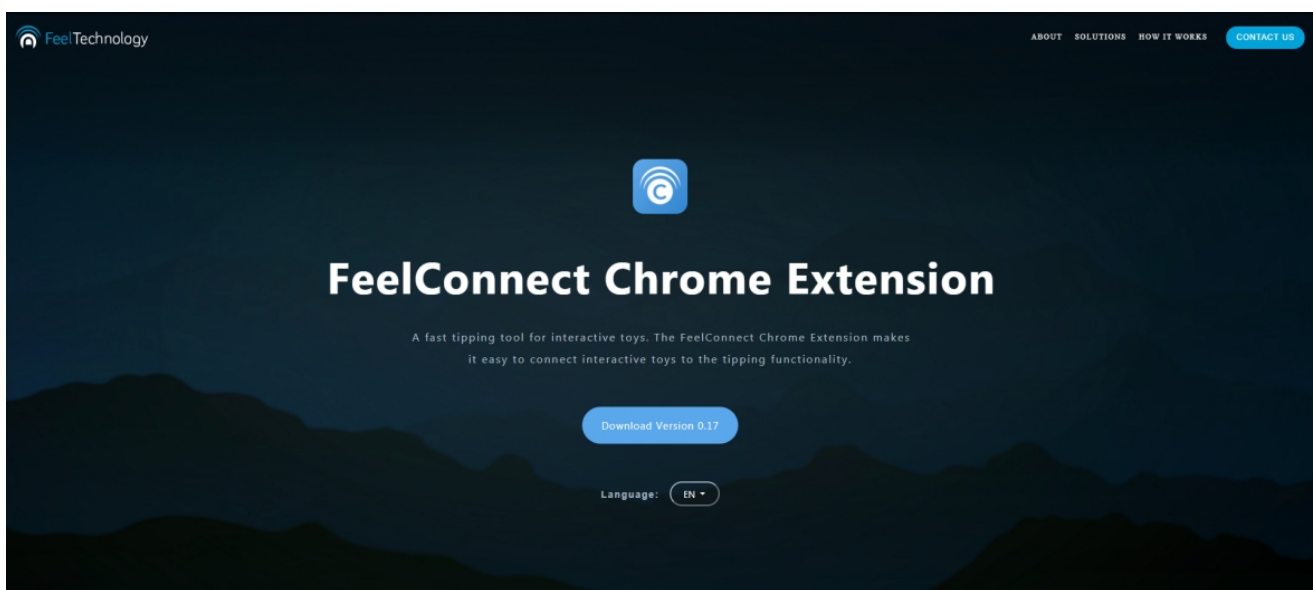 FeelTechnology
ABOUT SOLUTIONS HOW IT WORKS CONTACT US
C
FeelConnect Chrome Extension
A fast tipping tool for interactive toys. The FeelConnect Chrome Extension makes
it easy to connect interactive toys to the tipping functionality.
Download Version 0.17
Language: EN